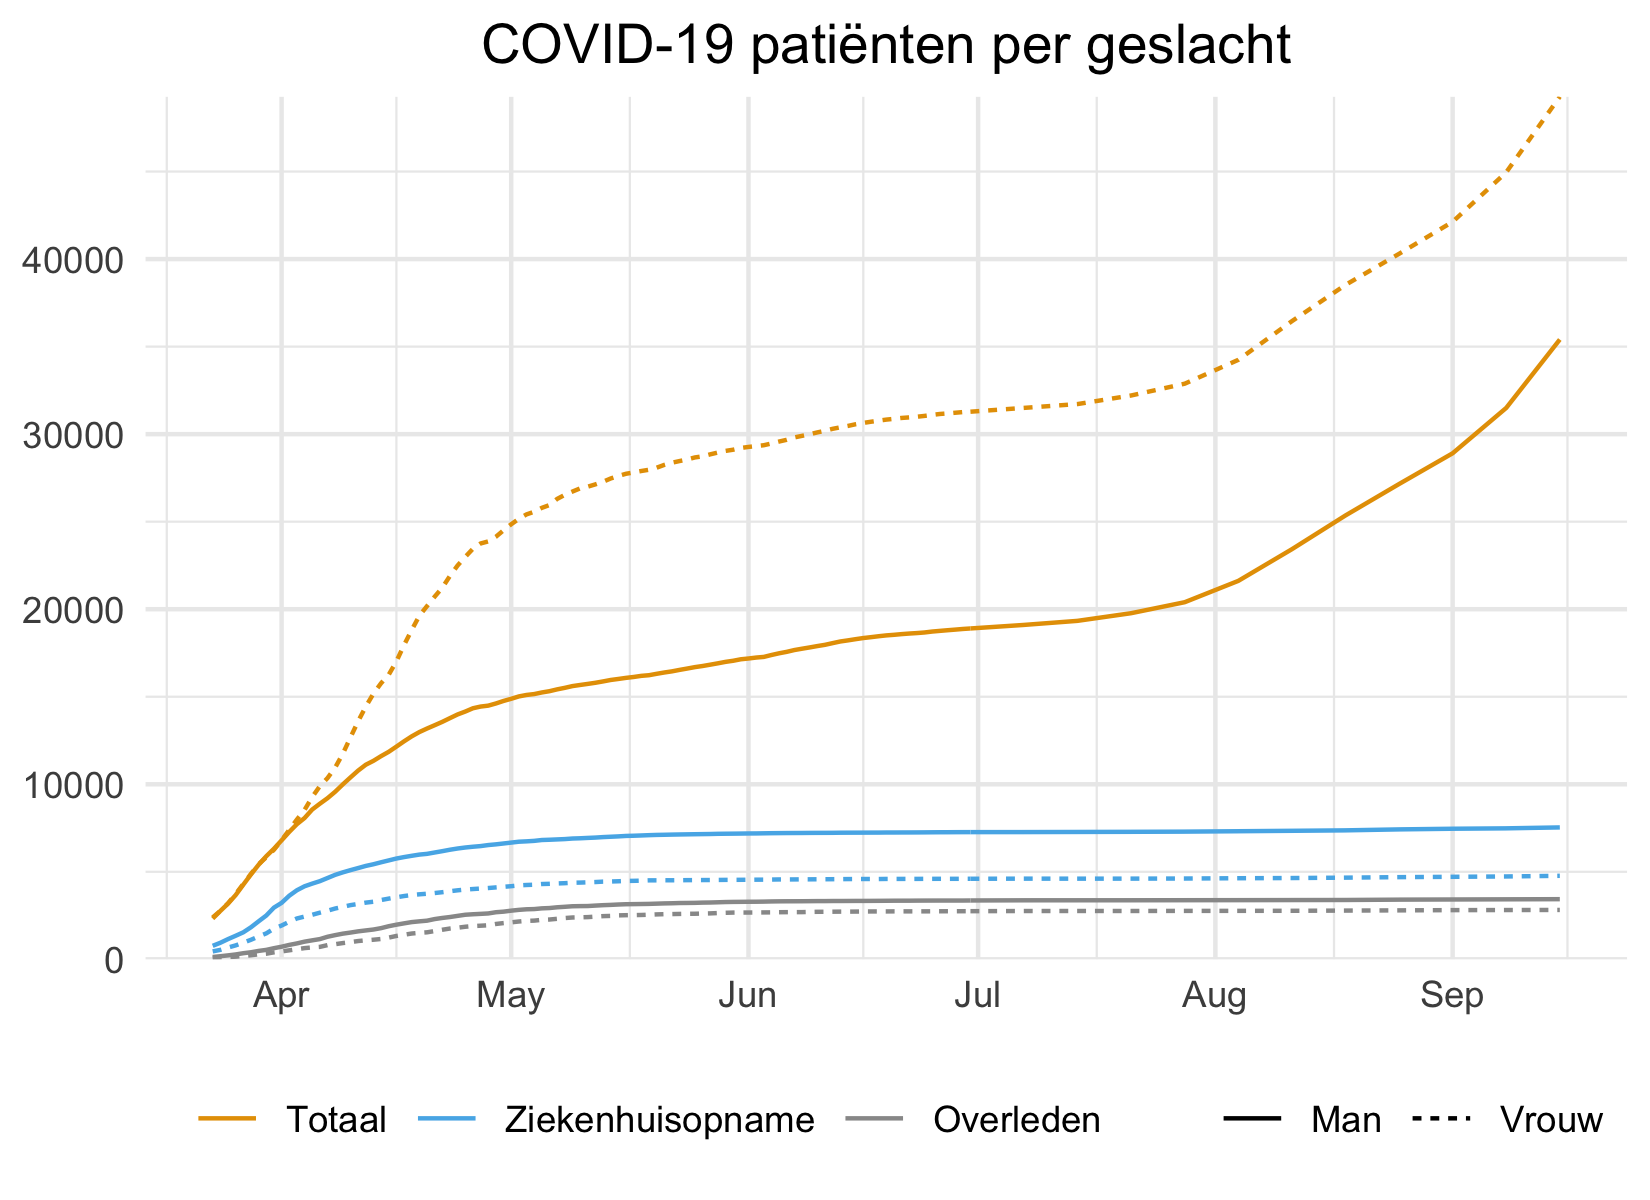 COVID-19 patiënten per geslacht
40000
30000
20000
10000
0
Apr May Jun Jul Aug Sep
Totaal Ziekenhuisopname Overleden Man Vrouw